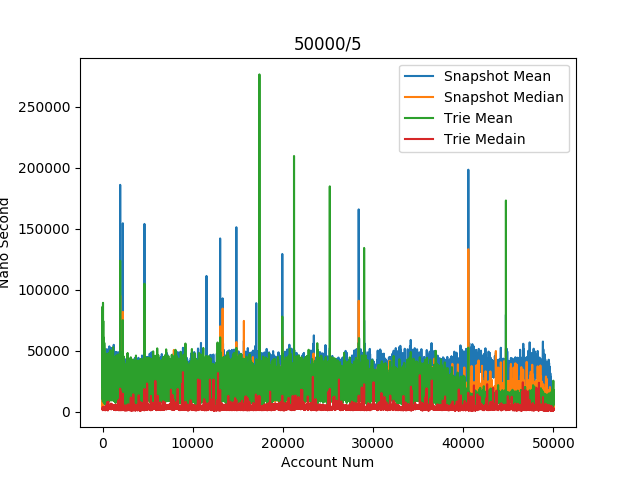 50000/5
Snapshot Mean
Snapshot Median
Trie Mean
Trie Medain
250000
200000
150000
100000
50000
0
Nano Second
0 10000 20000 30000 40000 50000
Account Num